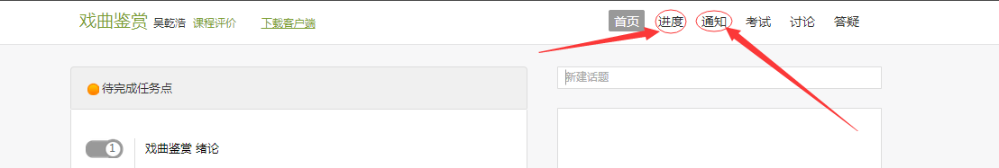 戏曲鉴赏 吴乾浩 课程评价 下载客户端 首页 进度 通知 考试 讨论 答疑
待完成任务点
新建话题
1 戏曲鉴赏 绪论